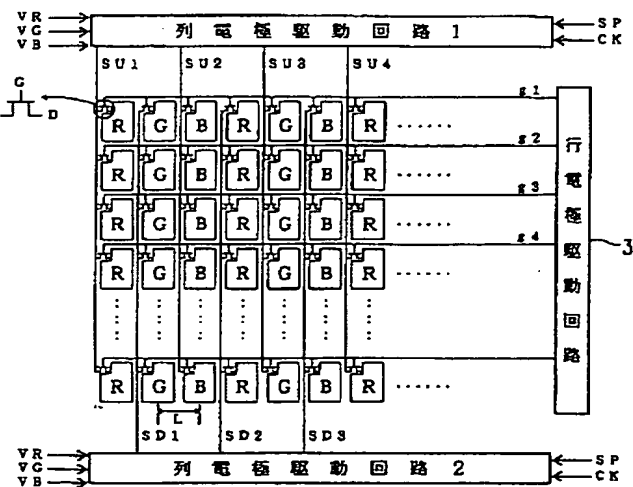 VR
VG
VB
列電極駆動回路1
SP
CK
SU1 SU2 SU3 SU4
G
D
g1
R G B R G B R ......
g2
R G B R G B R ......
g3
R G B R G B R ......
g4
R G B R G B R ......
R G B R G B R ......
L
行電極駆動回路
3
SD1 SD2 SD3
VR
VG
VB
列電極駆動回路2
SP
CK